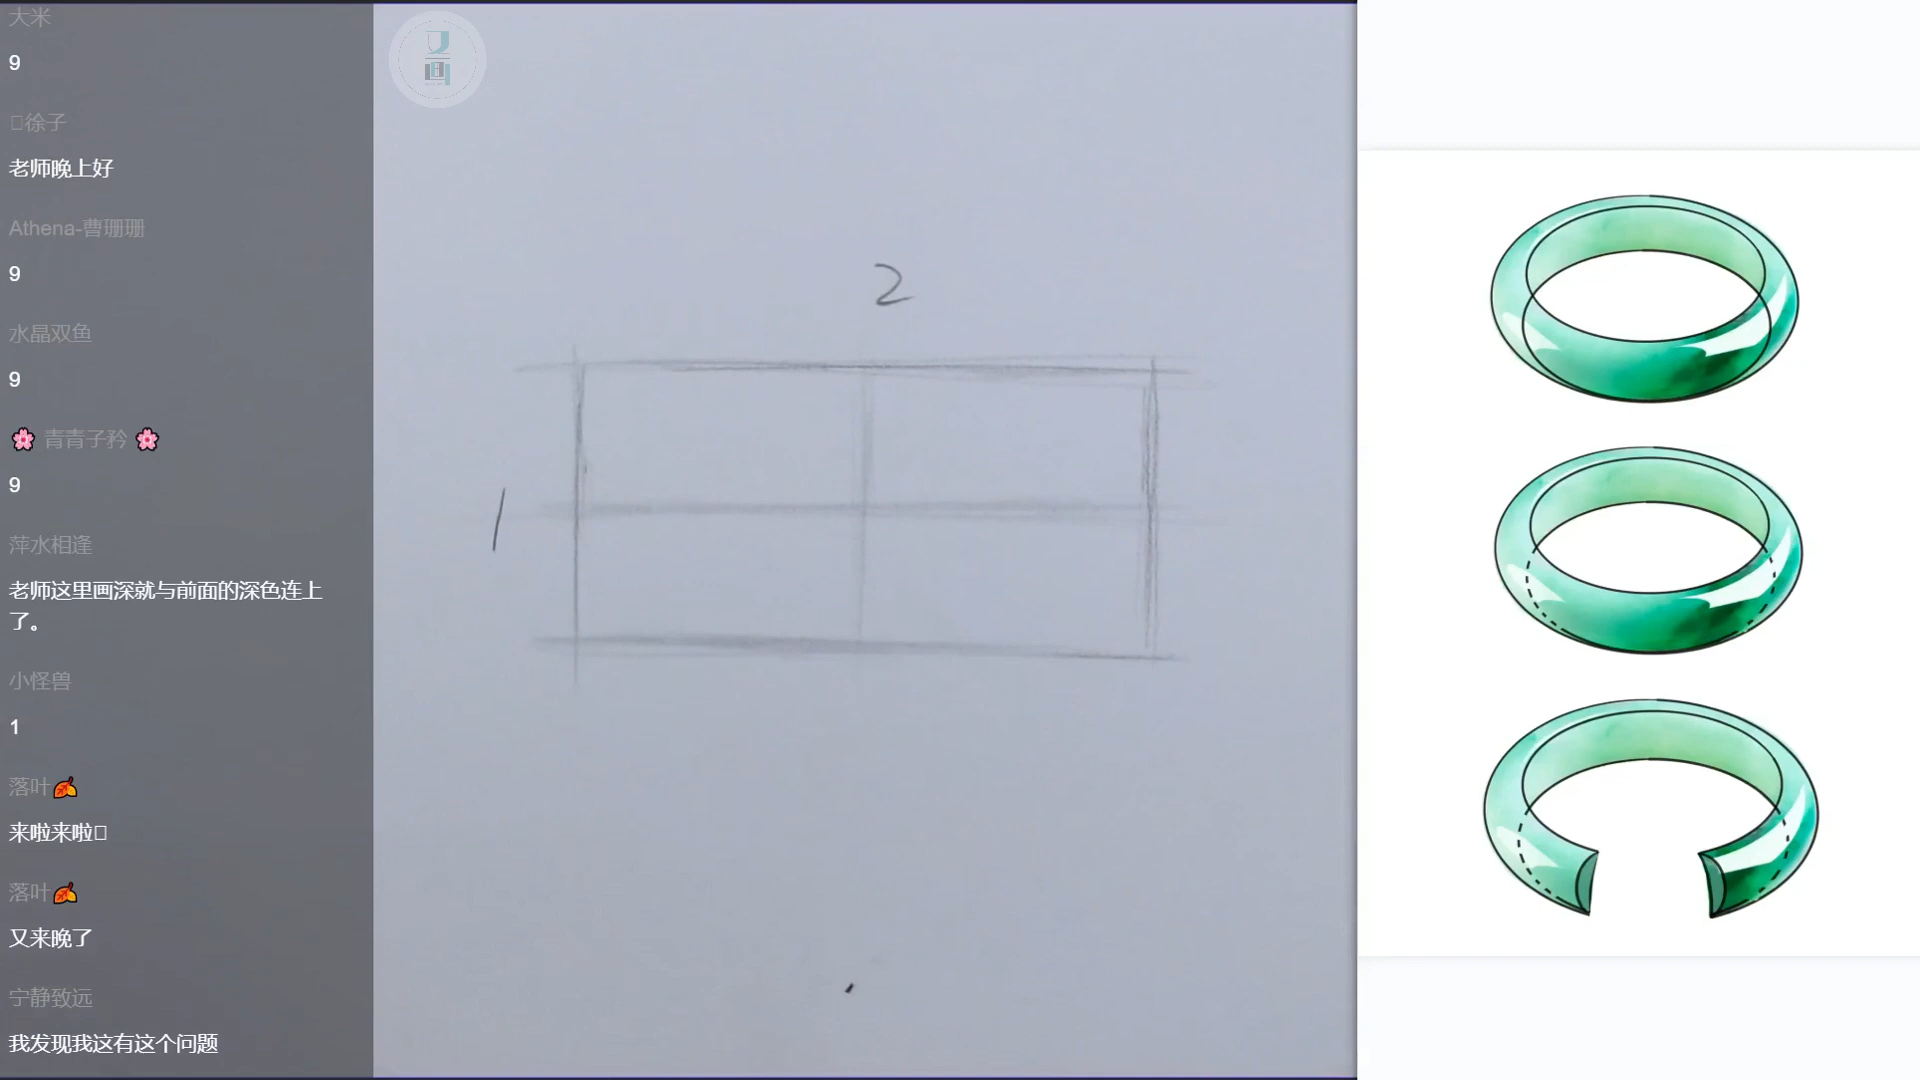 大米
9
徐子
老师晚上好
Athena-曹珊珊
9
水晶双鱼
9
🌸 青青子矜 🌸
9
萍水相逢
老师这里画深就与前面的深色连上
了。
小怪兽
1
落叶🍂
来啦来啦
落叶🍂
又来晚了
宁静致远
我发现我这有这个问题
2
1